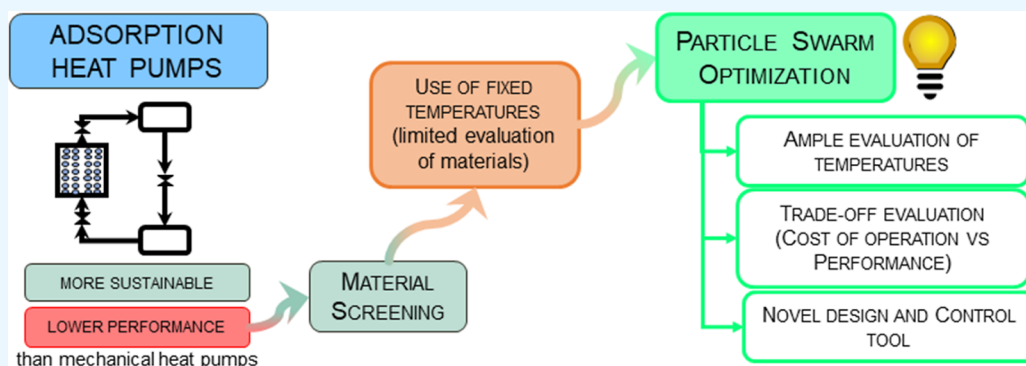 ADSORPTION
HEAT PUMPS
MORE SUSTAINABLE
LOWER PERFORMANCE
than mechanical heat pumps
MATERIAL
SCREENING
USE OF FIXED
TEMPERATURES
(limited evaluation
of materials)
PARTICLE SWARM
OPTIMIZATION
AMPLE EVALUATION OF
TEMPERATURES
TRADE-OFF EVALUATION
(COST OF OPERATION VS
PERFORMANCE)
NOVEL DESIGN AND CONTROL
TOOL